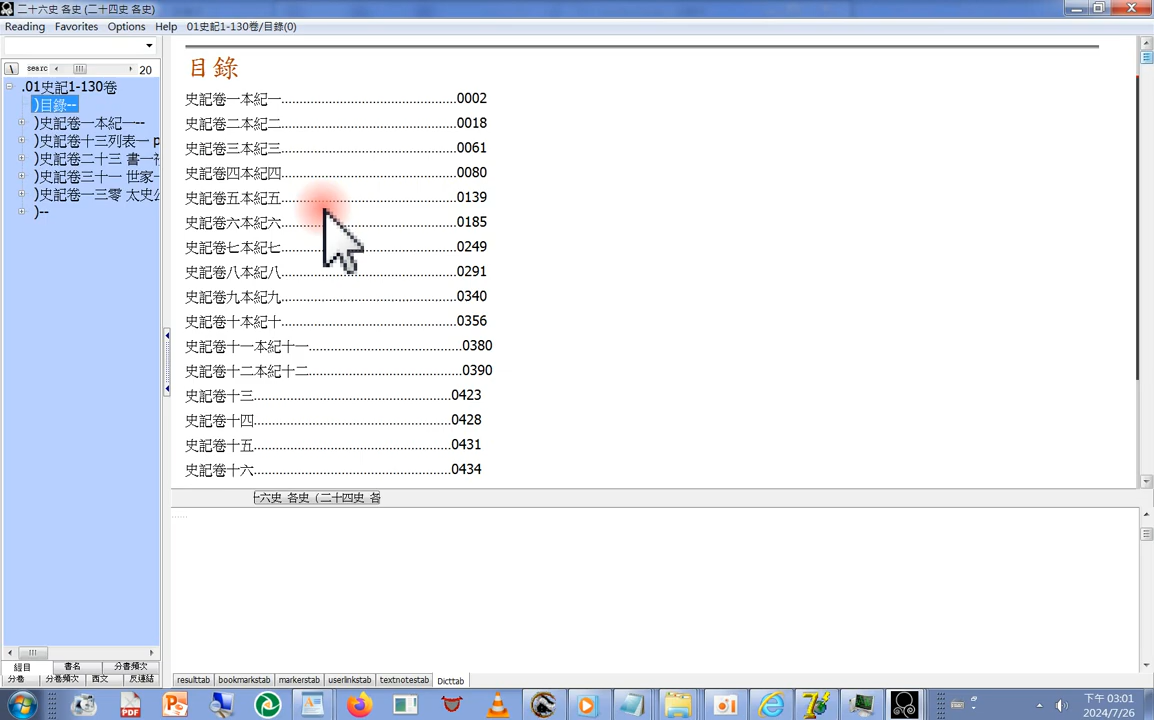 二十六史 各史 (二十四史 各史)
Reading Favorites Options Help 01史記1-130卷/目錄(0)
searc 20
.01史記1-130卷
)目錄--
)史記卷一本紀一--
)史記卷十三列表一 p
)史記卷二十三 書一
)史記卷三十一 世家
)史記卷一三零 太史
)--
目錄
史記卷一本紀一............................................0002
史記卷二本紀二............................................0018
史記卷三本紀三............................................0061
史記卷四本紀四............................................0080
史記卷五本紀五............................................0139
史記卷六本紀六............................................0185
史記卷七本紀七............................................0249
史記卷八本紀八............................................0291
史記卷九本紀九............................................0340
史記卷十本紀十............................................0356
史記卷十一本紀十一......................................0380
史記卷十二本紀十二......................................0390
史記卷十三.................................................0423
史記卷十四.................................................0428
史記卷十五.................................................0431
史記卷十六.................................................0434
六史 各史（二十四史 各
......
經目 書名 分書頻次
分卷 分卷頻次 西文 反連結
resulttab bookmarkstab markerstab userlinkstab textnotestab Dicttab
下午 03:01
2024/7/26